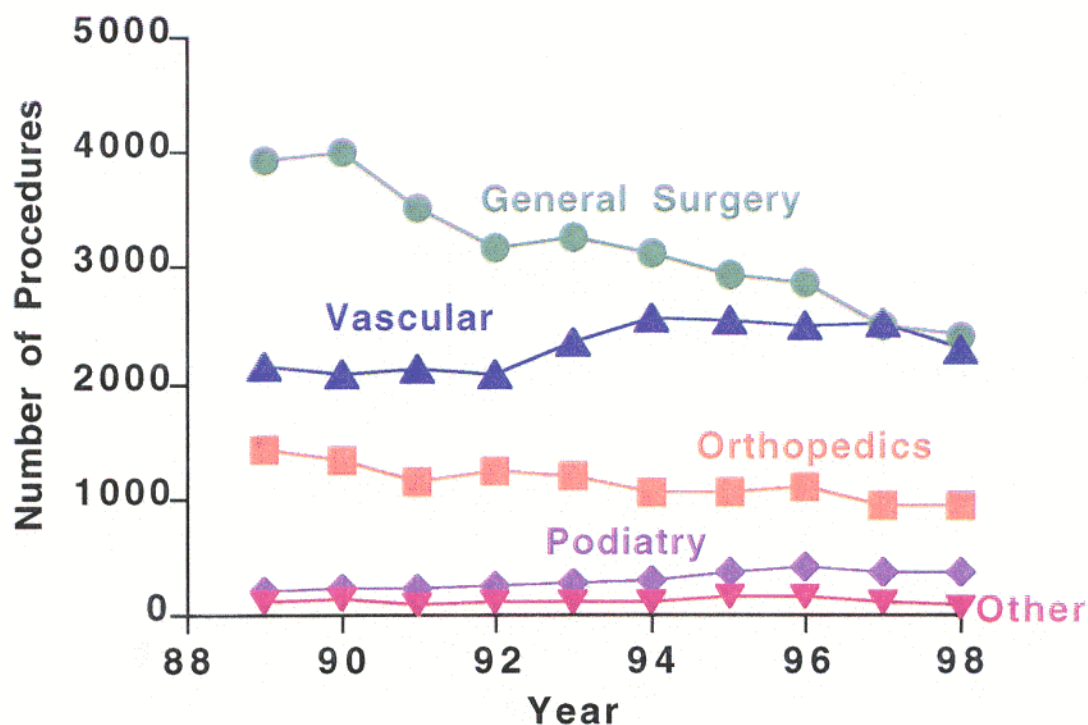 5000
4000
3000
2000
1000
0
Number of Procedures
General Surgery
Vascular
Orthopedics
Podiatry
Other
88 90 92 94 96 98
Year